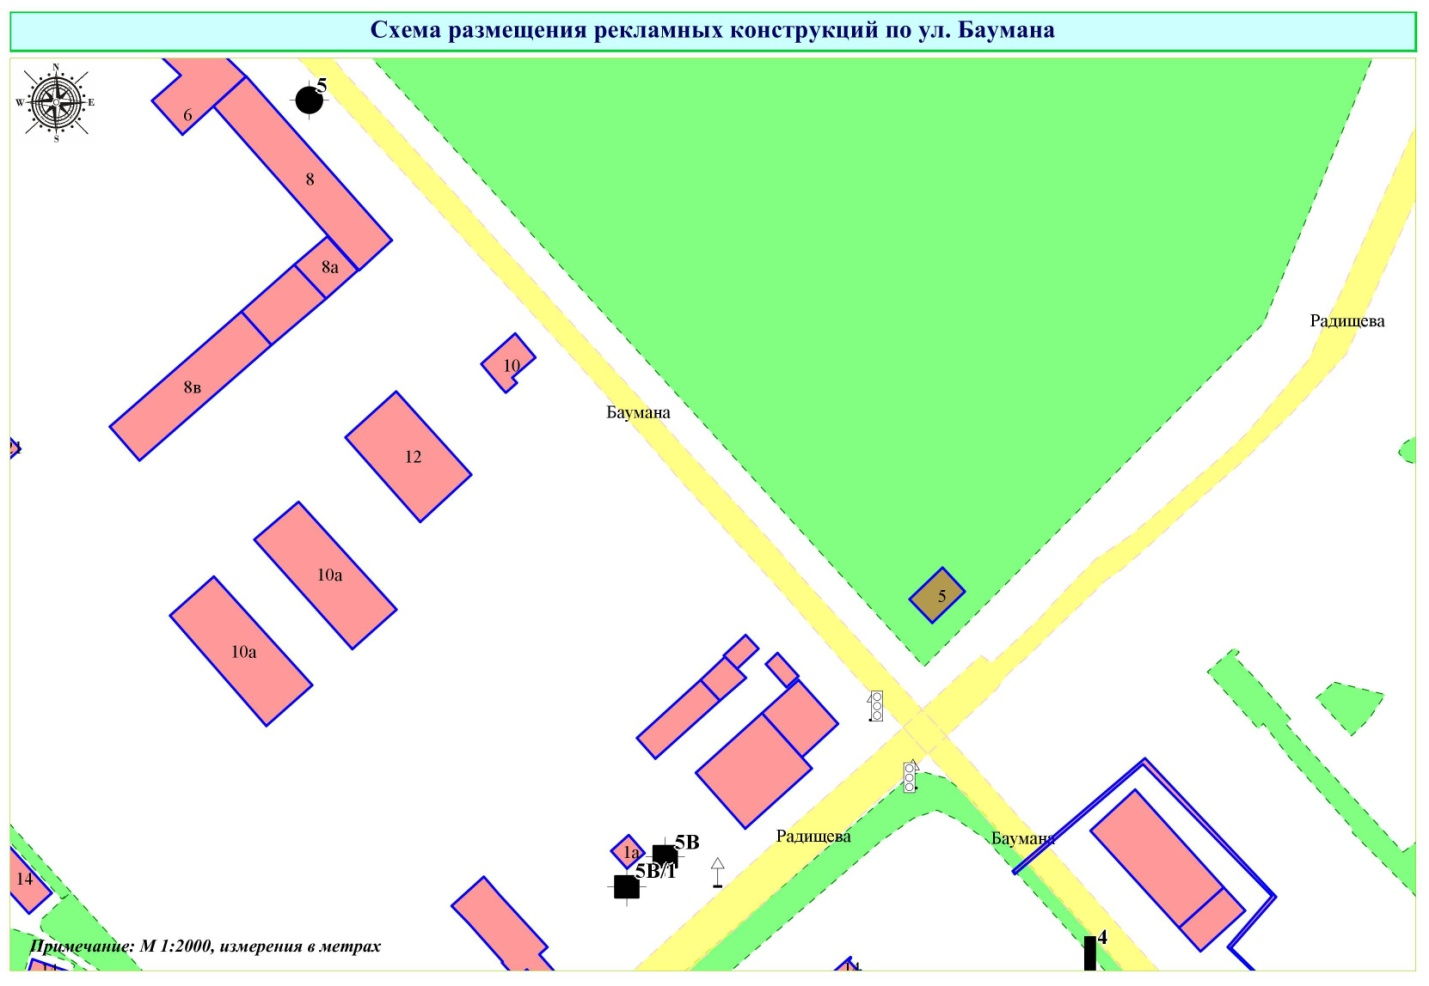 Схема размещения рекламных конструкций по ул. Баумана
N
W E
S
5
6
8
8а
8в
Радищева
10
Баумана
12
10а
5
10а
Радищева
Баумана
5В
1а
5В/1
14
4
Примечание: М 1:2000, измерения в метрах